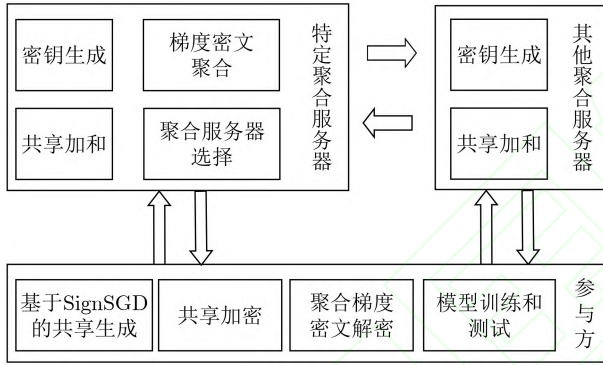 密钥生成
梯度密文
聚合
共享加和
聚合服务器
选择
特定聚合服务器
密钥生成
共享加和
其他聚合服务器
基于SignSGD
的共享生成
共享加密
聚合梯度
密文解密
模型训练和
测试
参与方